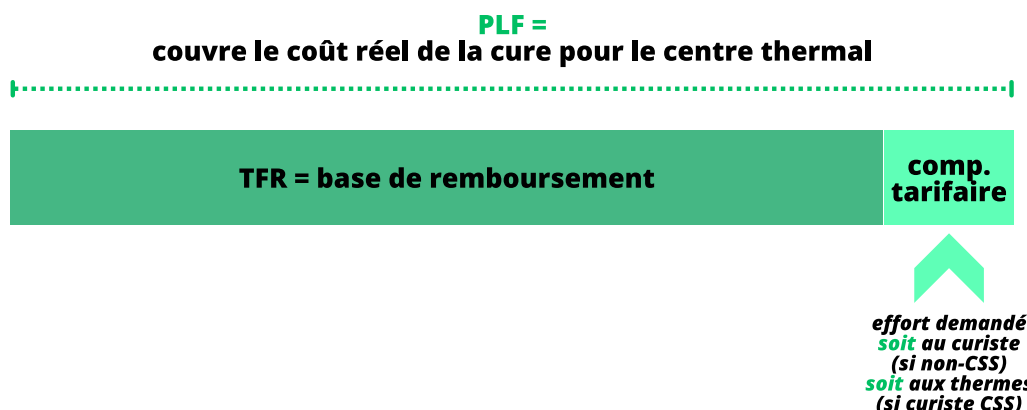 PLF =
couvre le coût réel de la cure pour le centre thermal
TFR = base de remboursement
comp.
tarifaire
effort demandé
soit au curiste
(si non-CSS)
soit aux thermes
(si curiste CSS)